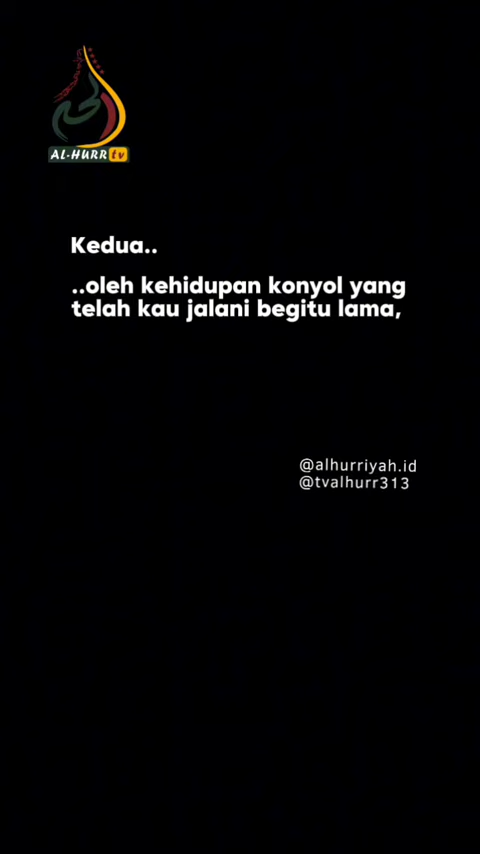 AL-HURR tv
Kedua..
..oleh kehidupan konyol yang
telah kau jalani begitu lama,
@alhurriyah.id
@tvalhurr313